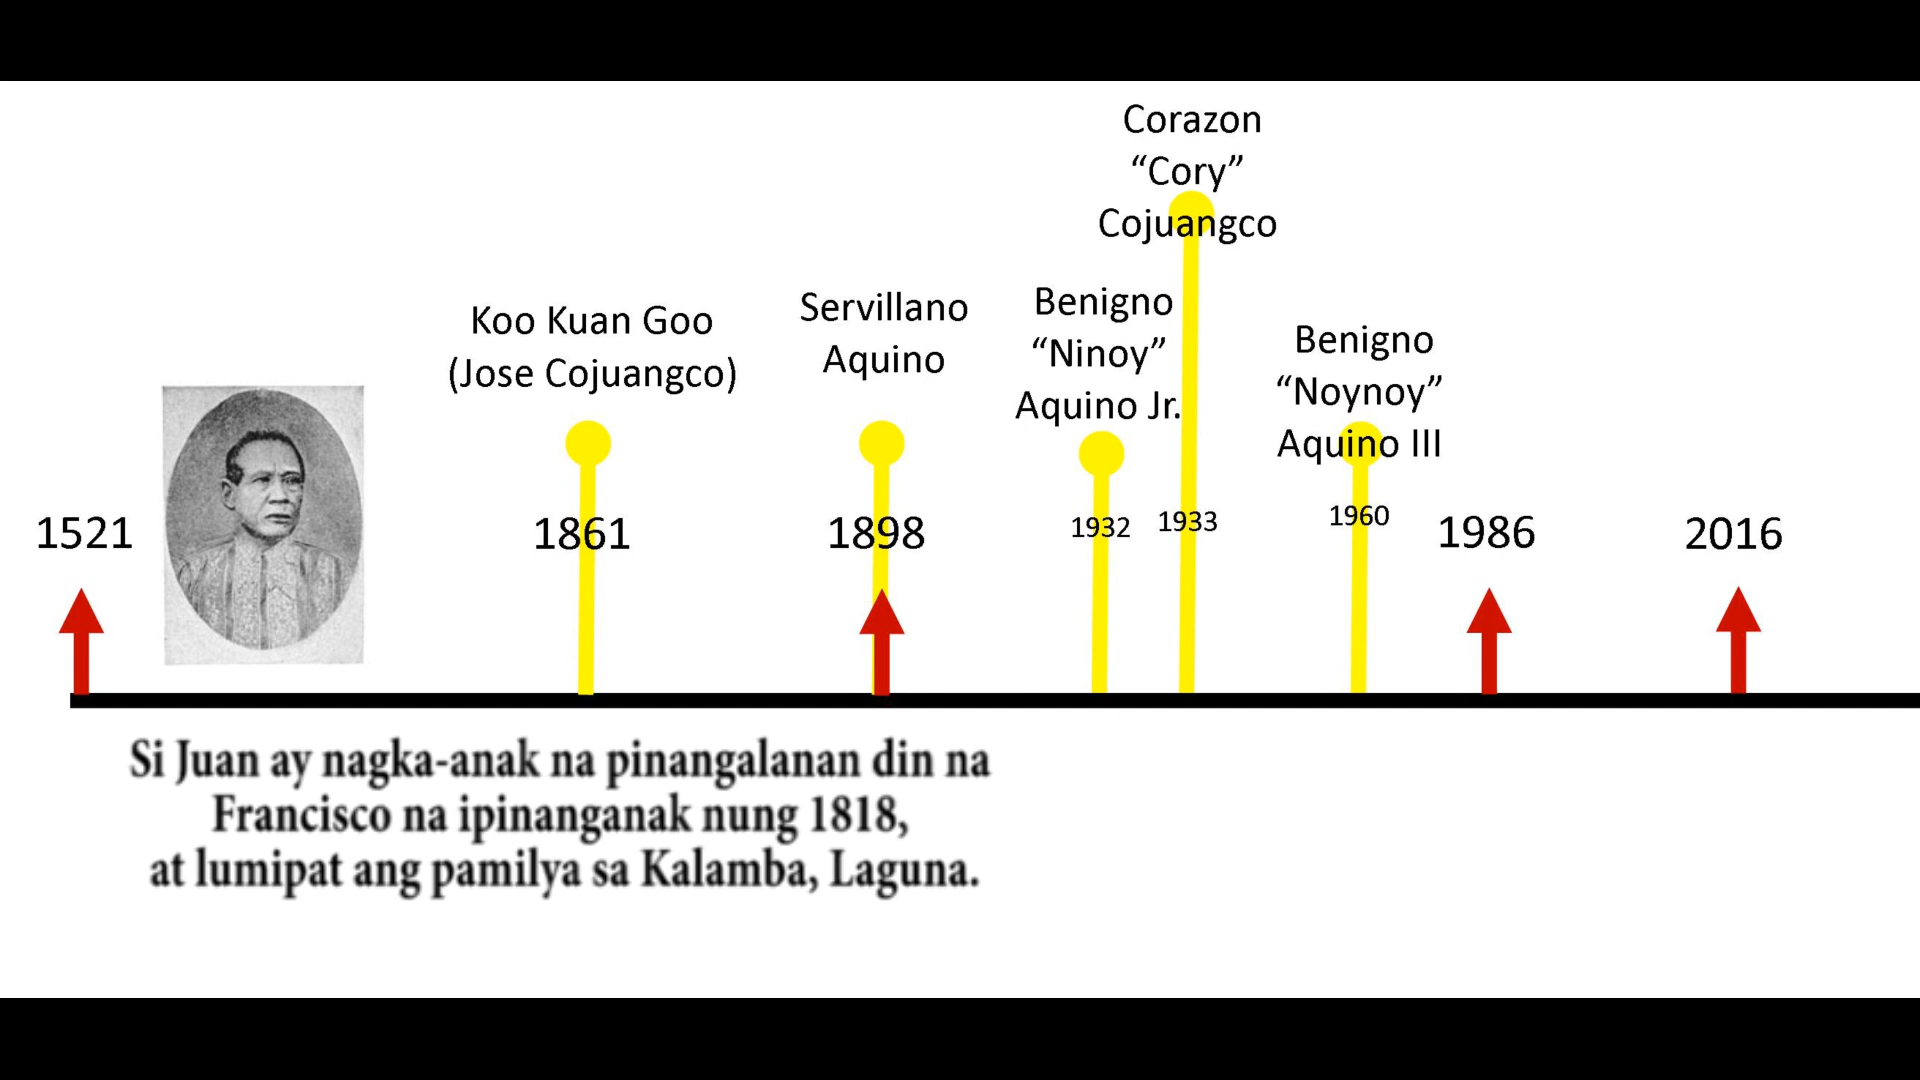 Corazon
“Cory”
Cojuangco
Koo Kuan Goo
(Jose Cojuangco)
Servillano
Aquino
Benigno
“Ninoy”
Aquino Jr.
Benigno
“Noynoy”
Aquino III
1521
1861
1898
1932
1933
1960
1986
2016
Si Juan ay nagka-anak na pinangalanan din na
Francisco na ipinanganak nung 1818,
at lumipat ang pamilya sa Kalamba, Laguna.